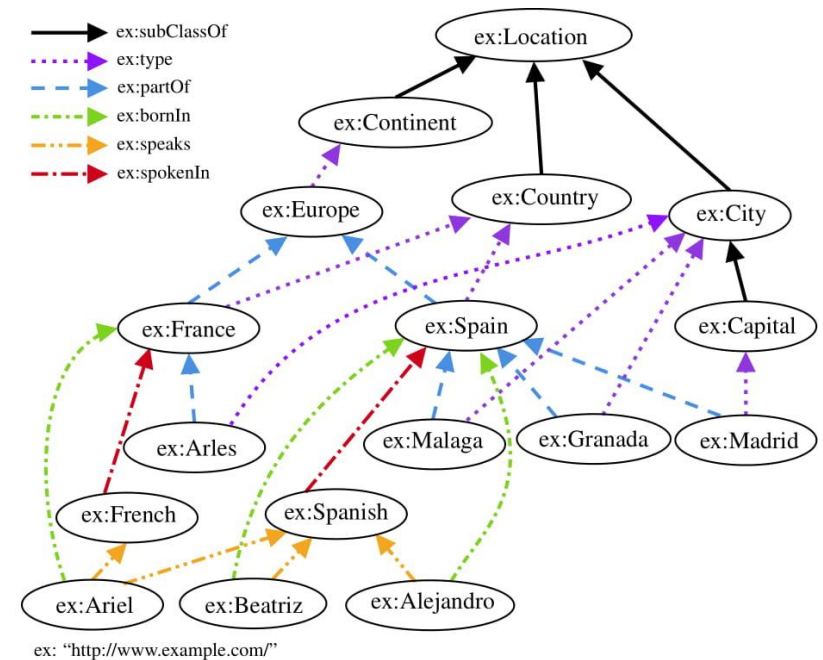 ex:subClassOf
ex:type
ex:partOf
ex:bornIn
ex:speaks
ex:spokenIn
ex:Location
ex:Continent
ex:Country
ex:Europe
ex:City
ex:France
ex:Spain
ex:Capital
ex:Arles
ex:Malaga
ex:Granada
ex:Madrid
ex:French
ex:Spanish
ex:Ariel
ex:Beatriz
ex:Alejandro
ex: “http://www.example.com/”